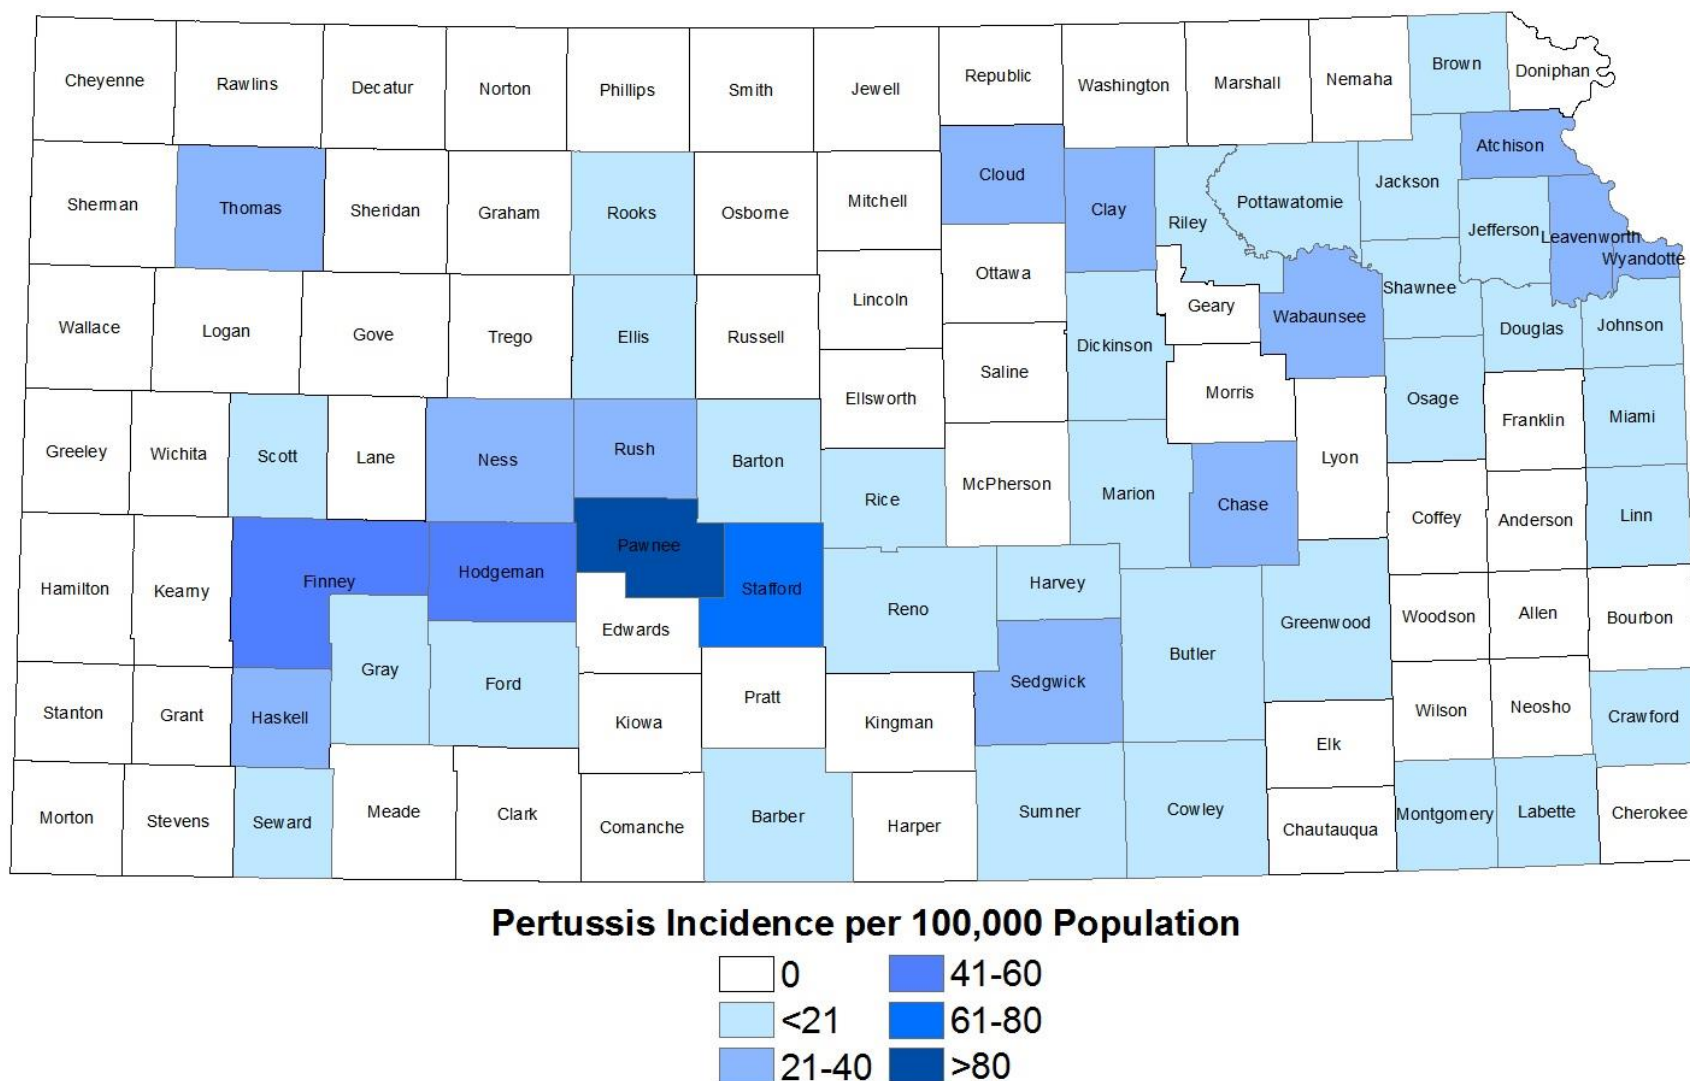 Cheyenne
Rawlins
Decatur
Norton
Phillips
Smith
Jewell
Republic
Washington
Marshall
Nemaha
Brown
Doniphan
Sherman
Thomas
Sheridan
Graham
Rooks
Osborne
Mitchell
Cloud
Clay
Riley
Pottawatomie
Jackson
Atchison
Jefferson
Leavenworth
Wyandotte
Wallace
Logan
Gove
Trego
Ellis
Russell
Lincoln
Ottawa
Dickinson
Geary
Wabaunsee
Shawnee
Douglas
Johnson
Greeley
Wichita
Scott
Lane
Ness
Rush
Barton
Ellsworth
Saline
Morris
Osage
Franklin
Miami
Rice
McPherson
Marion
Chase
Lyon
Coffey
Anderson
Linn
Hamilton
Kearny
Finney
Hodgeman
Pawnee
Stafford
Edwards
Reno
Harvey
Butler
Greenwood
Woodson
Allen
Bourbon
Stanton
Grant
Haskell
Gray
Ford
Kiowa
Pratt
Kingman
Sedgwick
Elk
Wilson
Neosho
Crawford
Morton
Stevens
Seward
Meade
Clark
Comanche
Barber
Harper
Sumner
Cowley
Chautauqua
Montgomery
Labette
Cherokee
Pertussis Incidence per 100,000 Population
0
41-60
<21
61-80
21-40
>80